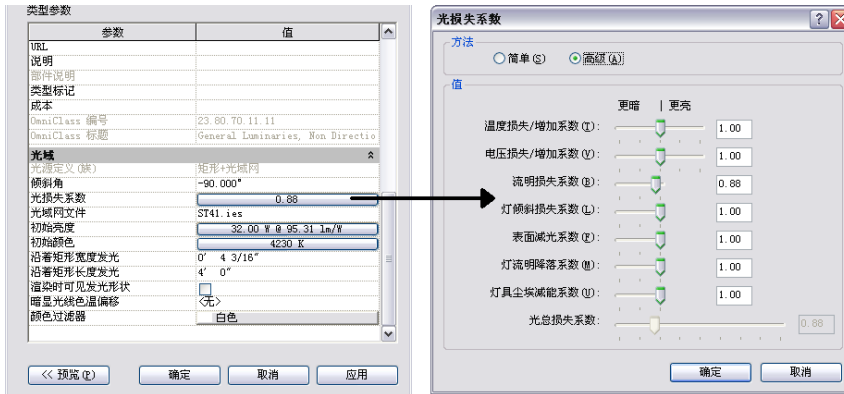 类型参数
参数 值
URL
说明
部件说明
类型标记
成本
OmniClass 编号 23.80.70.11.11
OmniClass 标题 General Luminaries, Non Directio
光域
光源定义(族) 矩形+光域网
倾斜角 -90.000°
光损失系数 0.88
光域网文件 ST41.ies
初始亮度 32.00 W @ 95.31 lm/W
初始颜色 4230 K
沿着矩形宽度发光 0' 4 3/16"
沿着矩形长度发光 4' 0"
渲染时可见发光形状
暗显光线色温偏移 <无>
颜色过滤器 白色
<< 预览(P) 确定 取消 应用
光损失系数
方法
简单(S) 高级(A)
值
更暗 | 更亮
温度损失/增加系数(T): 1.00
电压损失/增加系数(V): 1.00
流明损失系数(B): 0.88
灯倾斜损失系数(L): 1.00
表面减光系数(F): 1.00
灯流明降落系数(M): 1.00
灯具尘埃减能系数(U): 1.00
光总损失系数: 0.88
确定 取消